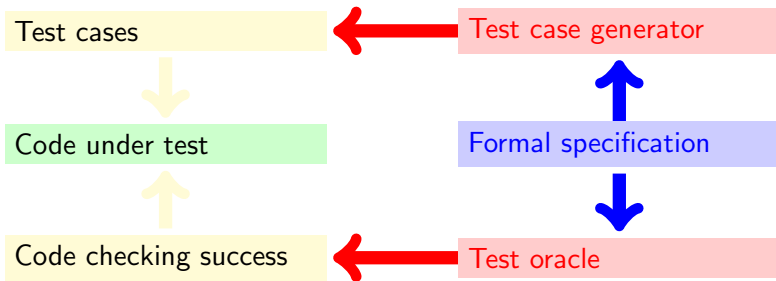 Test cases
Test case generator
Code under test
Formal specification
Code checking success
Test oracle